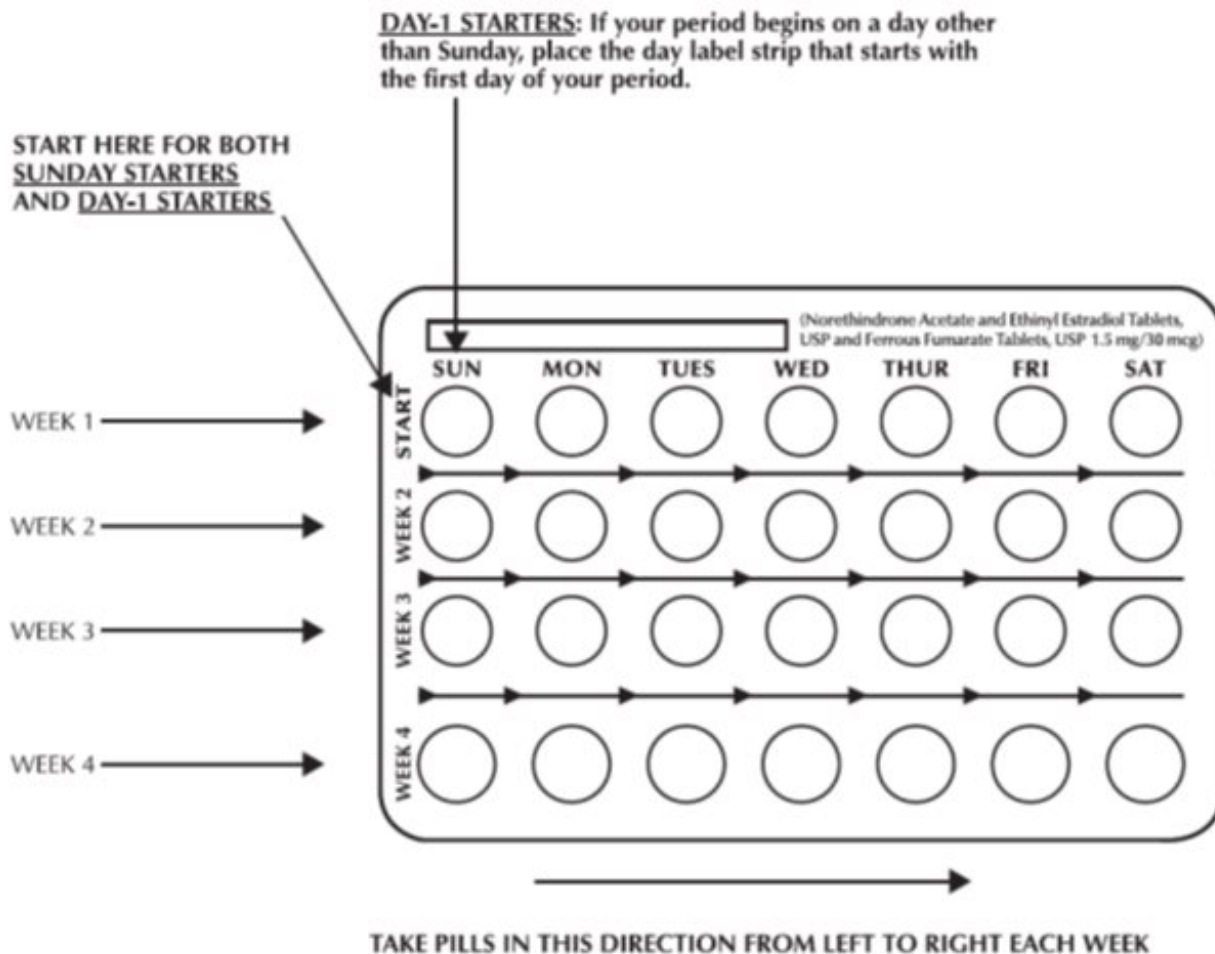 DAY-1 STARTERS: If your period begins on a day other
than Sunday, place the day label strip that starts with
the first day of your period.
START HERE FOR BOTH
SUNDAY STARTERS
AND DAY-1 STARTERS
(Norethindrone Acetate and Ethinyl Estradiol Tablets,
USP and Ferrous Fumarate Tablets, USP 1.5 mg/30 mcg)
SUN MON TUES WED THUR FRI SAT
WEEK 1
START
WEEK 2
WEEK 2
WEEK 3
WEEK 3
WEEK 4
WEEK 4
TAKE PILLS IN THIS DIRECTION FROM LEFT TO RIGHT EACH WEEK